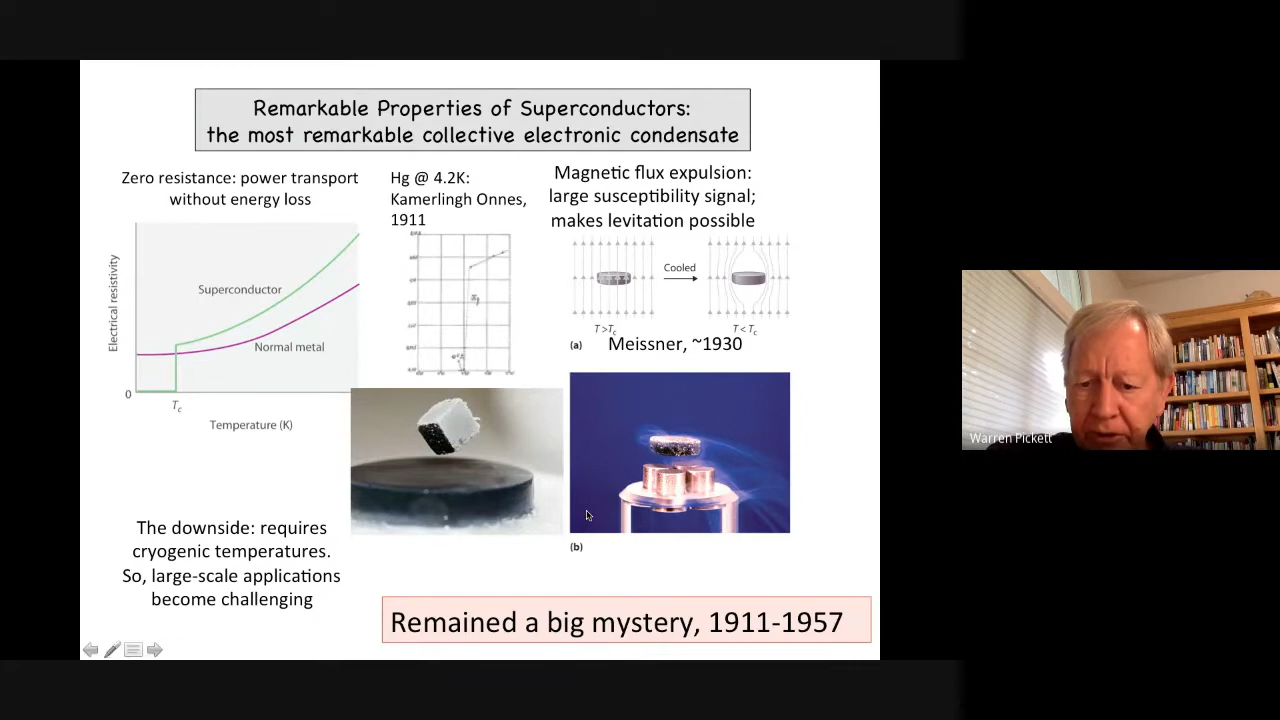 Remarkable Properties of Superconductors:
the most remarkable collective electronic condensate
Zero resistance: power transport
without energy loss
Electrical resistivity
Superconductor
Normal metal
0
Tc
Temperature (K)
Hg @ 4.2K:
Kamerlingh Onnes,
1911
Magnetic flux expulsion:
large susceptibility signal;
makes levitation possible
Cooled
T >Tc
T < Tc
(a)
Meissner, ~1930
(b)
The downside: requires
cryogenic temperatures.
So, large-scale applications
become challenging
Remained a big mystery, 1911-1957
Warren Pickett